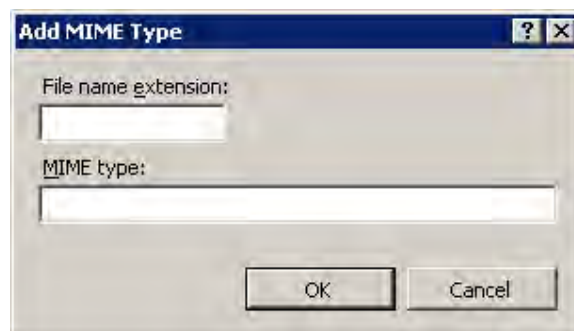 Add MIME Type
File name extension:
MIME type:
OK
Cancel